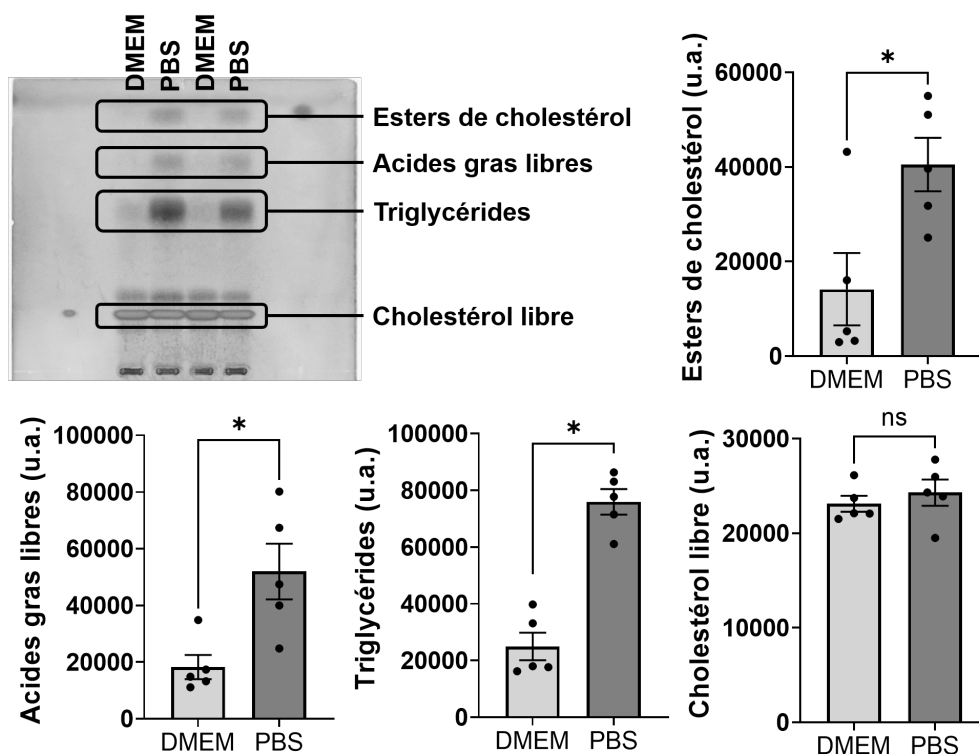 DMEM
PBS
DMEM
PBS
Esters de cholestérol
Acides gras libres
Triglycérides
Cholestérol libre
Esters de cholestérol (u.a.)
60000
40000
20000
0
*
DMEM PBS
Acides gras libres (u.a.)
100000
80000
60000
40000
20000
0
*
DMEM PBS
Triglycérides (u.a.)
100000
80000
60000
40000
20000
0
*
DMEM PBS
Cholestérol libre (u.a.)
30000
20000
10000
0
ns
DMEM PBS